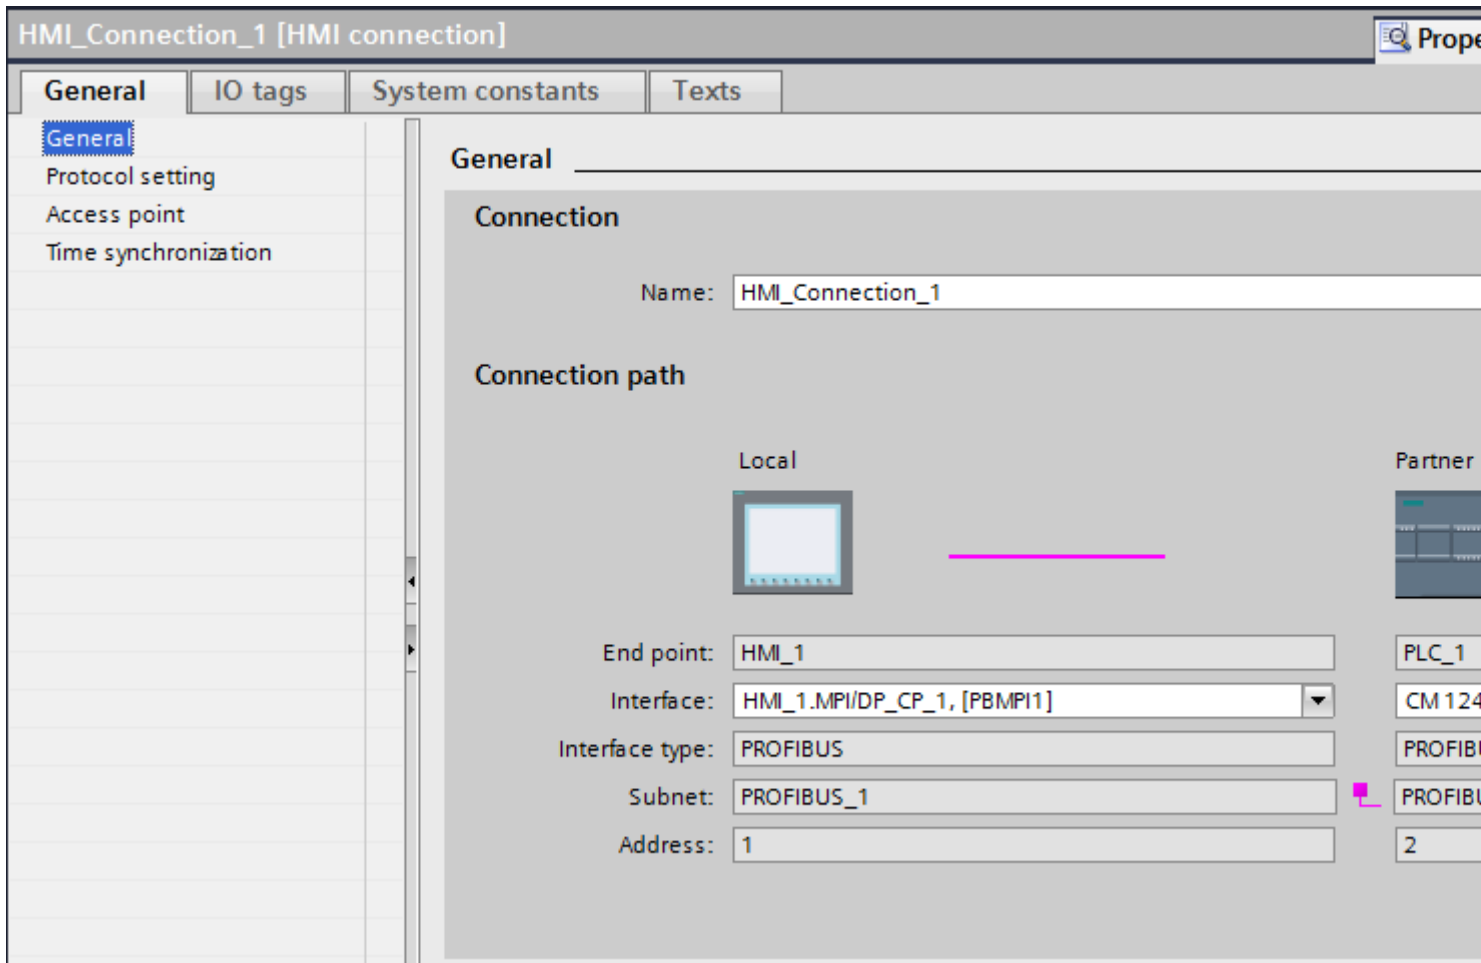 HMI_Connection_1 [HMI connection]
Prope
General IO tags System constants Texts
General
Protocol setting
Access point
Time synchronization
General
Connection
Name: HMI_Connection_1
Connection path
Local Partner
End point: HMI_1 PLC_1
Interface: HMI_1.MPI/DP_CP_1, [PBMPI1] CM 124
Interface type: PROFIBUS PROFIBU
Subnet: PROFIBUS_1 PROFIBU
Address: 1 2